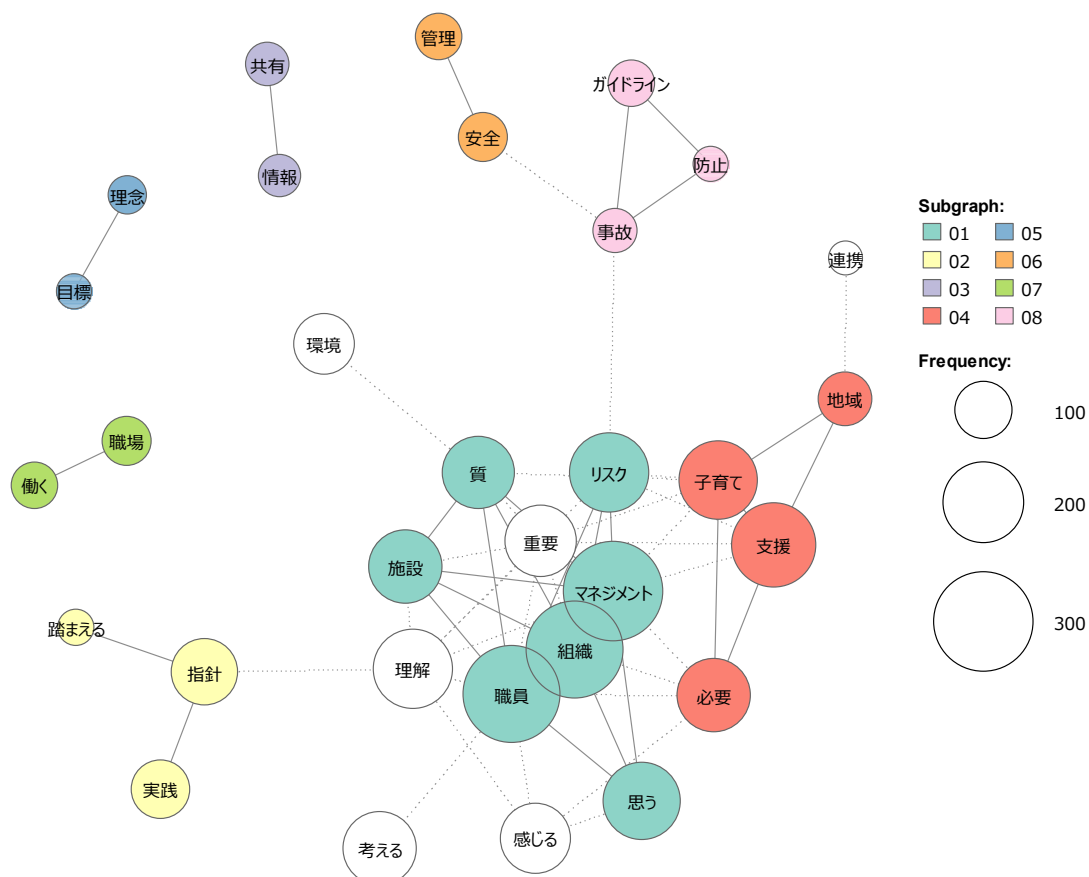 管理
共有
ガイドライン
安全
防止
情報
理念
Subgraph:
事故
01
05
02
06
連携
03
07
目標
04
08
環境
Frequency:
地域
100
職場
質
リスク
子育て
働く
200
重要
支援
施設
マネジメント
300
踏まえる
組織
指針
理解
職員
必要
実践
思う
感じる
考える